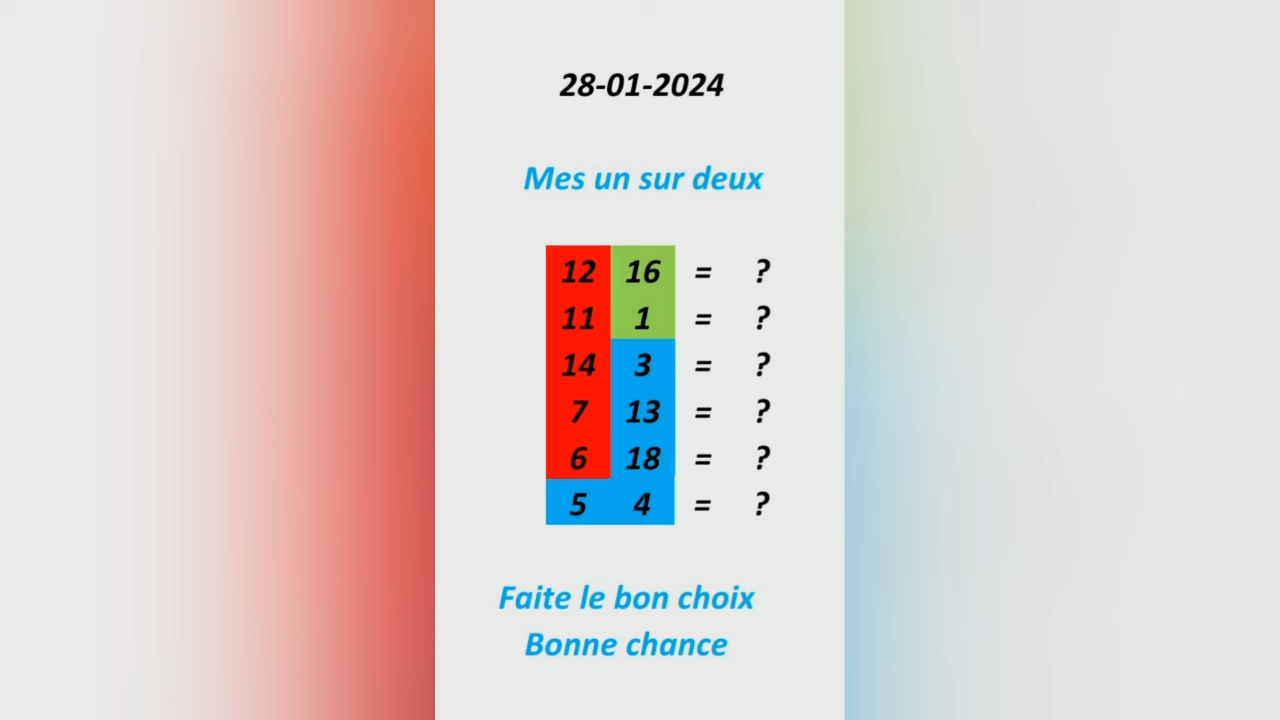 28-01-2024
Mes un sur deux
12 16 = ?
11 1 = ?
14 3 = ?
7 13 = ?
6 18 = ?
5 4 = ?
Faite le bon choix
Bonne chance